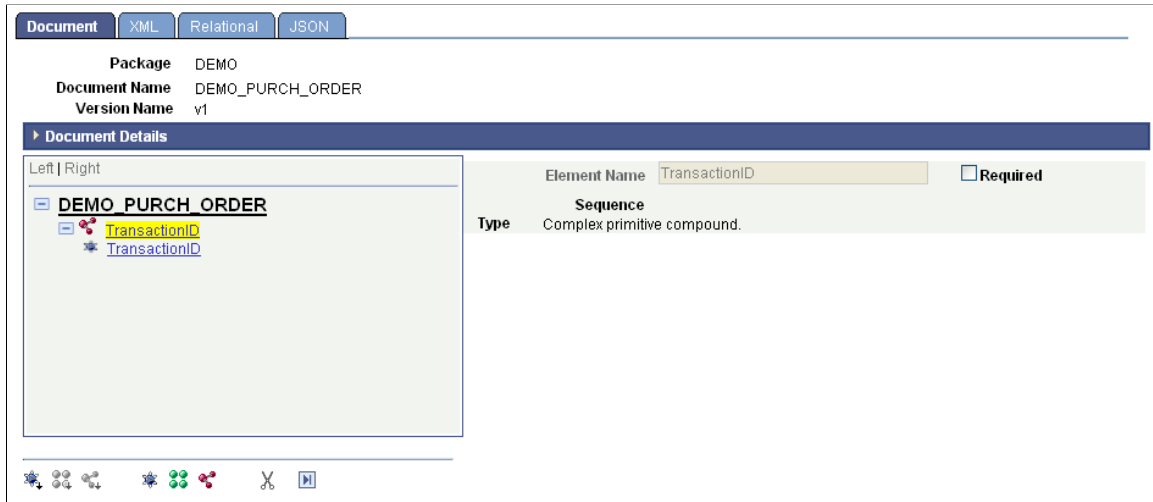 Document XML Relational JSON
Package DEMO
Document Name DEMO_PURCH_ORDER
Version Name v1
Document Details
Left | Right
DEMO_PURCH_ORDER
TransactionID
TransactionID
Element Name TransactionID Required
Sequence
Type Complex primitive compound.